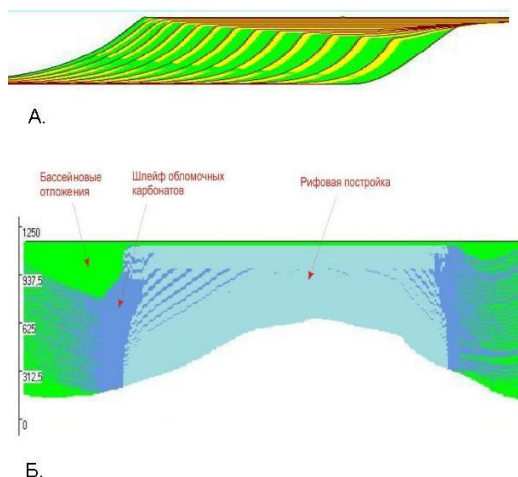 А.
Бассейновые
отложения
Шлейф обломочных
карбонатов
Рифовая постройка
1250
937,5
625
312,5
0
Б.